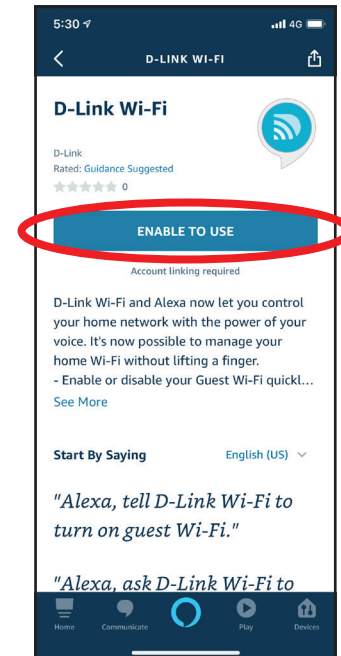 5:30
4G
D-LINK WI-FI
D-Link Wi-Fi
D-Link
Rated: Guidance Suggested
0
ENABLE TO USE
Account linking required
D-Link Wi-Fi and Alexa now let you control
your home network with the power of your
voice. It's now possible to manage your
home Wi-Fi without lifting a finger.
- Enable or disable your Guest Wi-Fi quickl...
See More
Start By Saying English (US)
"Alexa, tell D-Link Wi-Fi to
turn on guest Wi-Fi."
"Alexa, ask D-Link Wi-Fi to
Home Communicate Play Devices